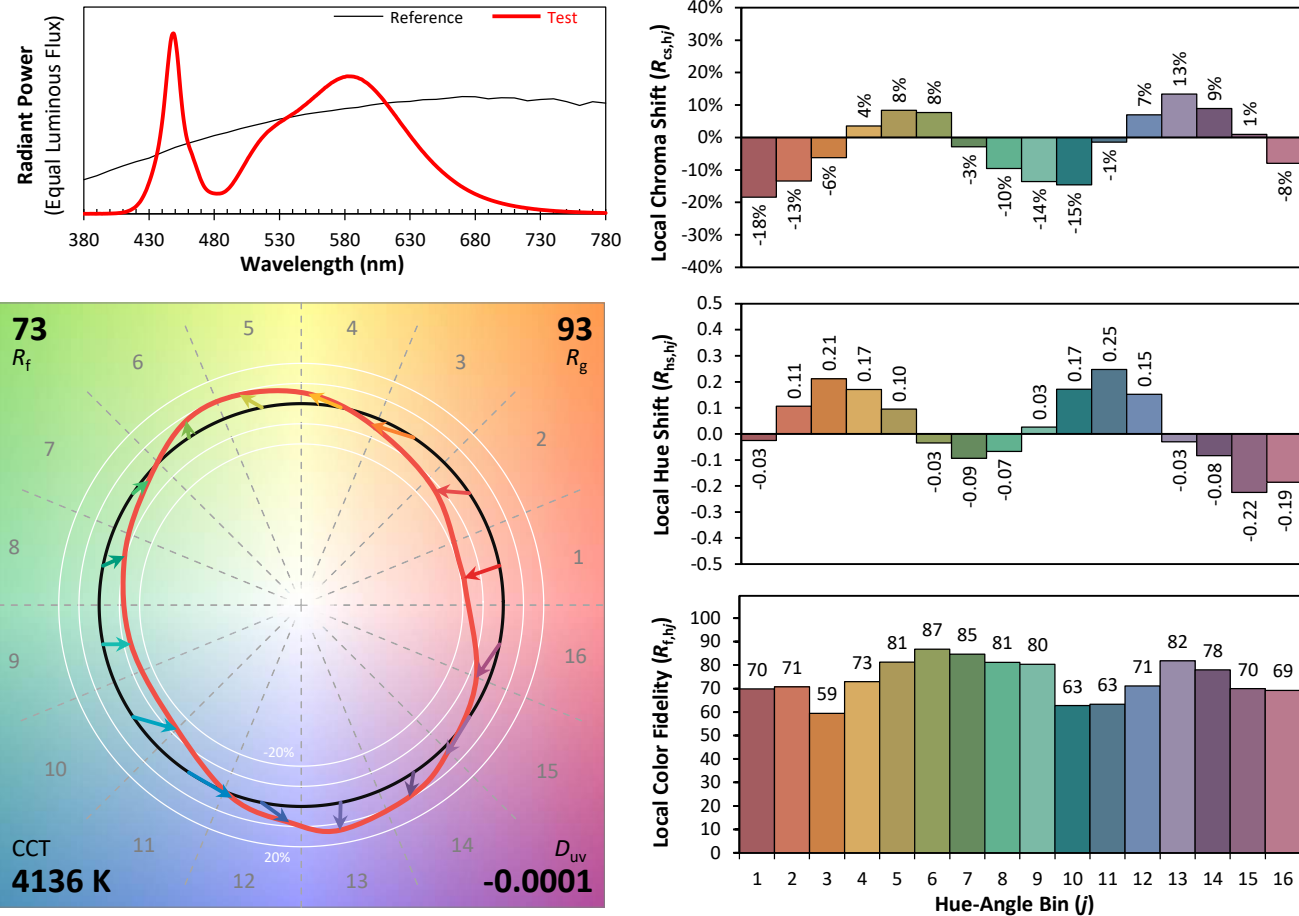 Reference
Test
Radiant Power
(Equal Luminous Flux)
380 430 480 530 580 630 680 730 780
Wavelength (nm)
Local Chroma Shift (Rcs,hj)
40%
30%
20%
10%
0%
-10%
-20%
-30%
-40%
-18% -13% -6% 4% 8% 8% -3% -10% -14% -15% -1% 7% 13% 9% 1% -8%
73
Rf
93
Rg
5 4
6 3
7 2
8 1
9 16
10 15
11 14
12 13
-20%
20%
CCT
4136 K
Duv
-0.0001
Local Hue Shift (Rhs,hj)
0.5
0.4
0.3
0.2
0.1
0.0
-0.1
-0.2
-0.3
-0.4
-0.5
-0.03 0.11 0.21 0.17 0.10 -0.03 -0.09 -0.07 0.03 0.17 0.25 0.15 -0.03 -0.08 -0.22 -0.19
Local Color Fidelity (Rf,hj)
100
90
80
70
60
50
40
30
20
10
0
70 71 59 73 81 87 85 81 80 63 63 71 82 78 70 69
1 2 3 4 5 6 7 8 9 10 11 12 13 14 15 16
Hue-Angle Bin (j)